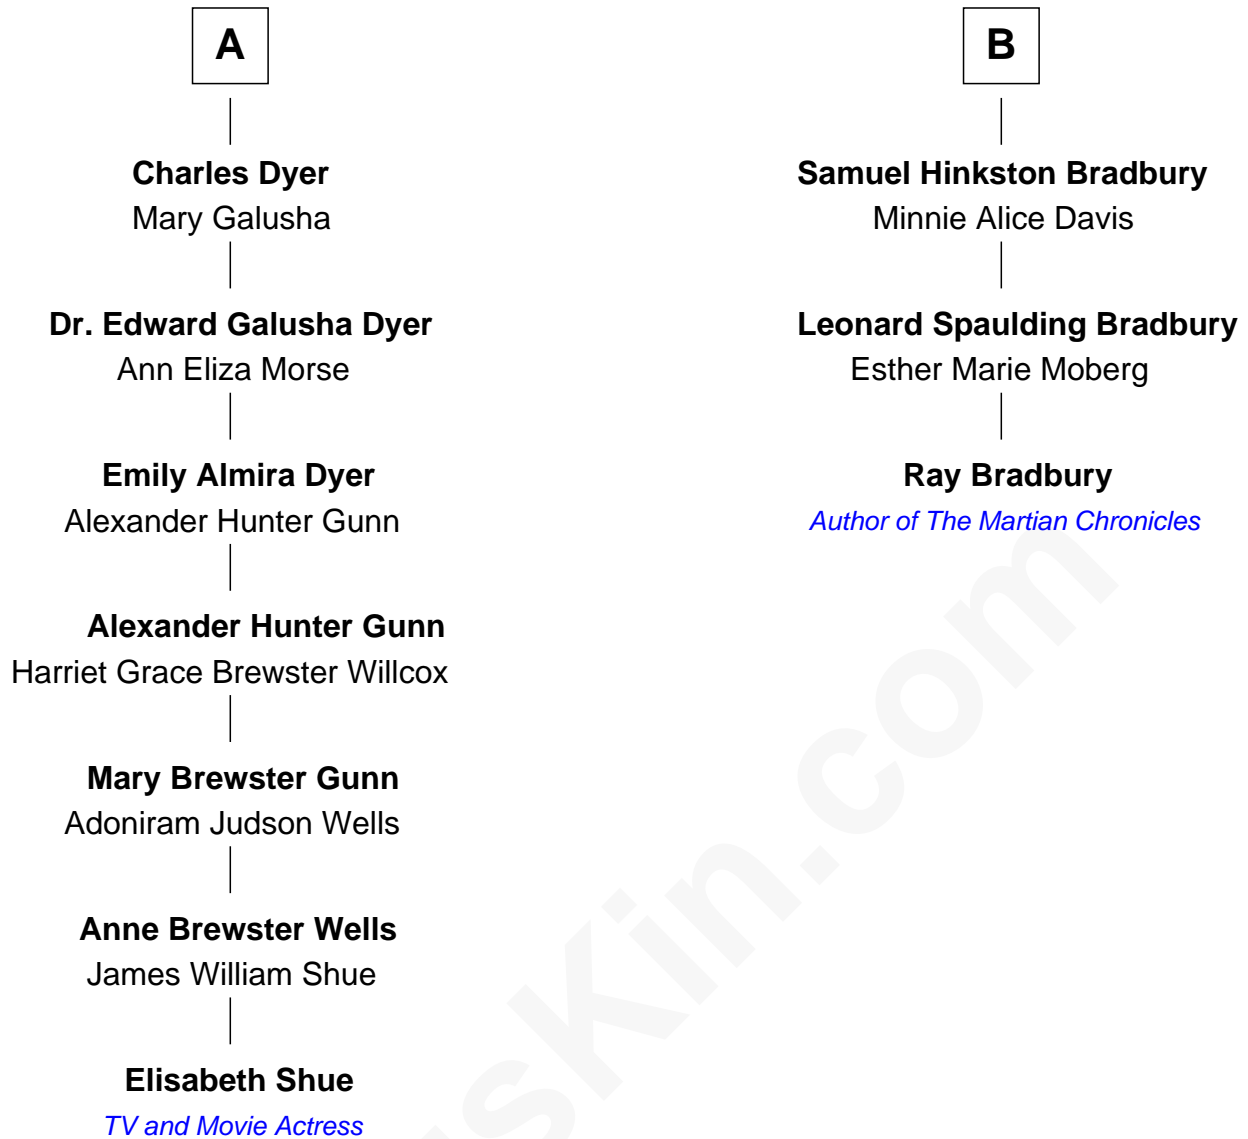 A
Charles Dyer
Mary Galusha
Dr. Edward Galusha Dyer
Ann Eliza Morse
Emily Almira Dyer
Alexander Hunter Gunn
Alexander Hunter Gunn
Harriet Grace Brewster Willcox
Mary Brewster Gunn
Adoniram Judson Wells
Anne Brewster Wells
James William Shue
Elisabeth Shue
TV and Movie Actress
B
Samuel Hinkston Bradbury
Minnie Alice Davis
Leonard Spaulding Bradbury
Esther Marie Moberg
Ray Bradbury
Author of The Martian Chronicles
sKin.com